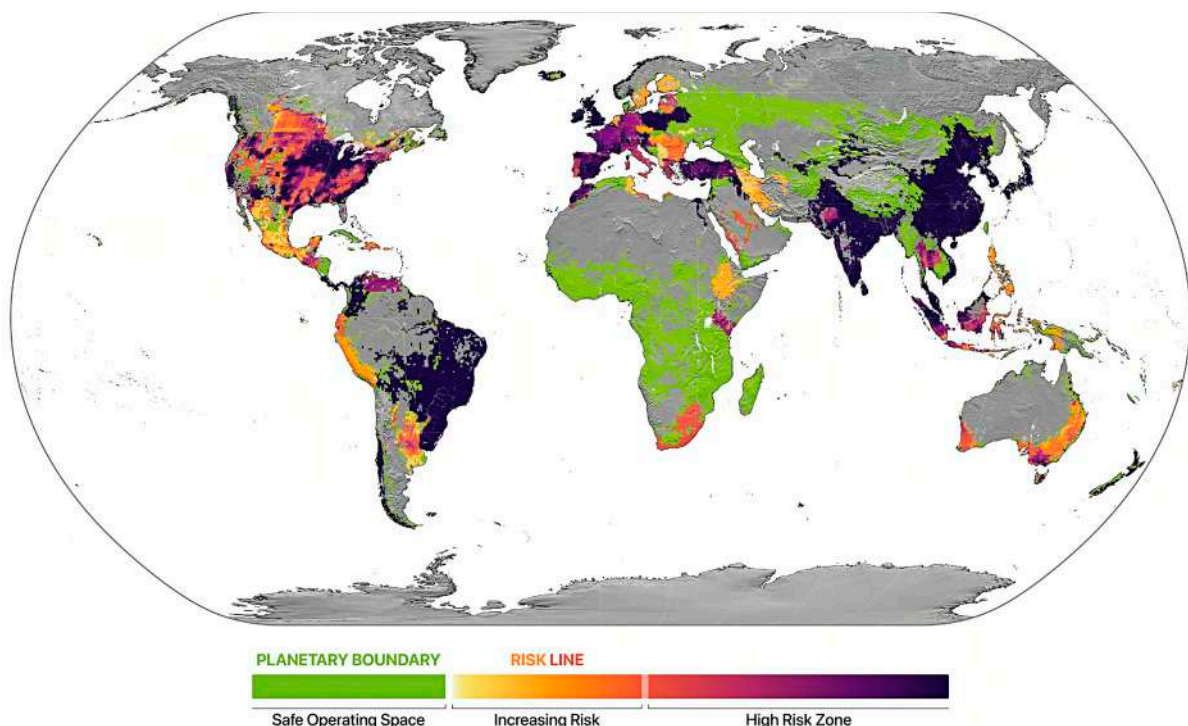 PLANETARY BOUNDARY RISK LINE
Safe Operating Space Increasing Risk High Risk Zone